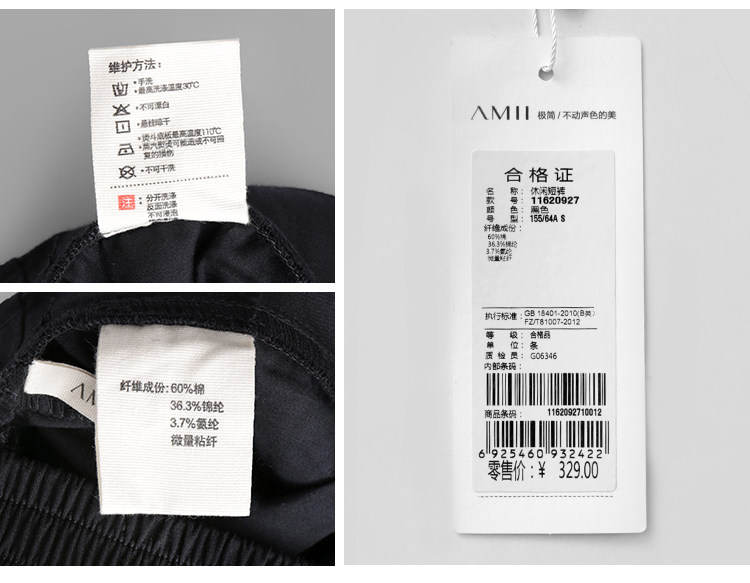 维护方法：
·手洗
·最高洗涤温度30℃
·不可漂白
·悬挂晾干
·熨斗底板最高温度110℃
·蒸汽熨烫可能造成不可回
复的损伤
·不可干洗
注：
·分开洗涤
反面洗涤
不可浸泡
AM
纤维成份：60%棉
36.3%锦纶
3.7%氨纶
微量粘纤
AMII 极简/不动声色的美
合格证
名 称：休闲短裤
款 号：11620927
颜 色：黑色
号 型：155/64A S
纤维成份：
60%棉
36.3%锦纶
3.7%氨纶
微量粘纤
执行标准：GB 18401-2010(B类)
FZ/T81007-2012
等 级：合格品
单 位：条
质 检 员：G06346
内部条码：
商品条码： 1162092710012
6 925460 932422
零售价：¥ 329.00